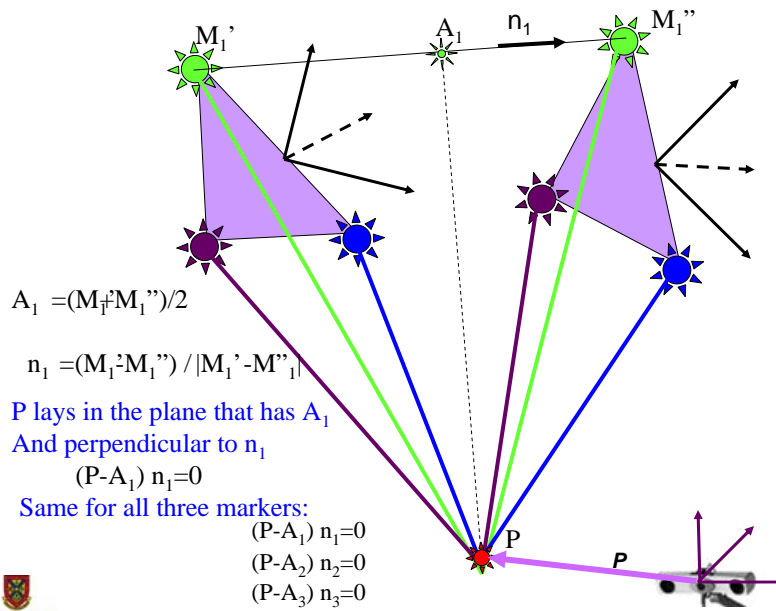 M₁’ A₁ n₁ M₁”
A₁ =(M₁’+M₁”)/2
n₁ =(M₁’-M₁”) / |M₁’ -M”₁|
P lays in the plane that has A₁
And perpendicular to n₁
(P-A₁) n₁=0
Same for all three markers:
(P-A₁) n₁=0
(P-A₂) n₂=0
(P-A₃) n₃=0
P
P